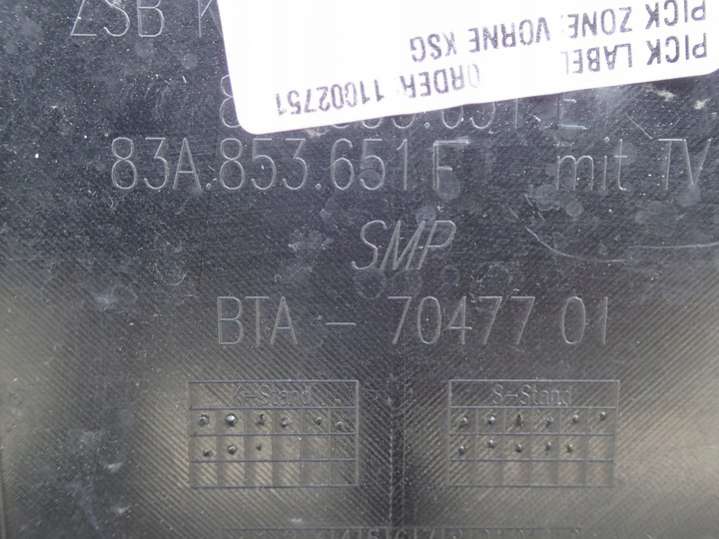 ZSB K
PICK LABEL
ORDER: 11002751
PICK ZONE: VORNE KSG
83A.853.651 F mit TV
SMP
BTA - 70477 01
K-Stand
S-Stand